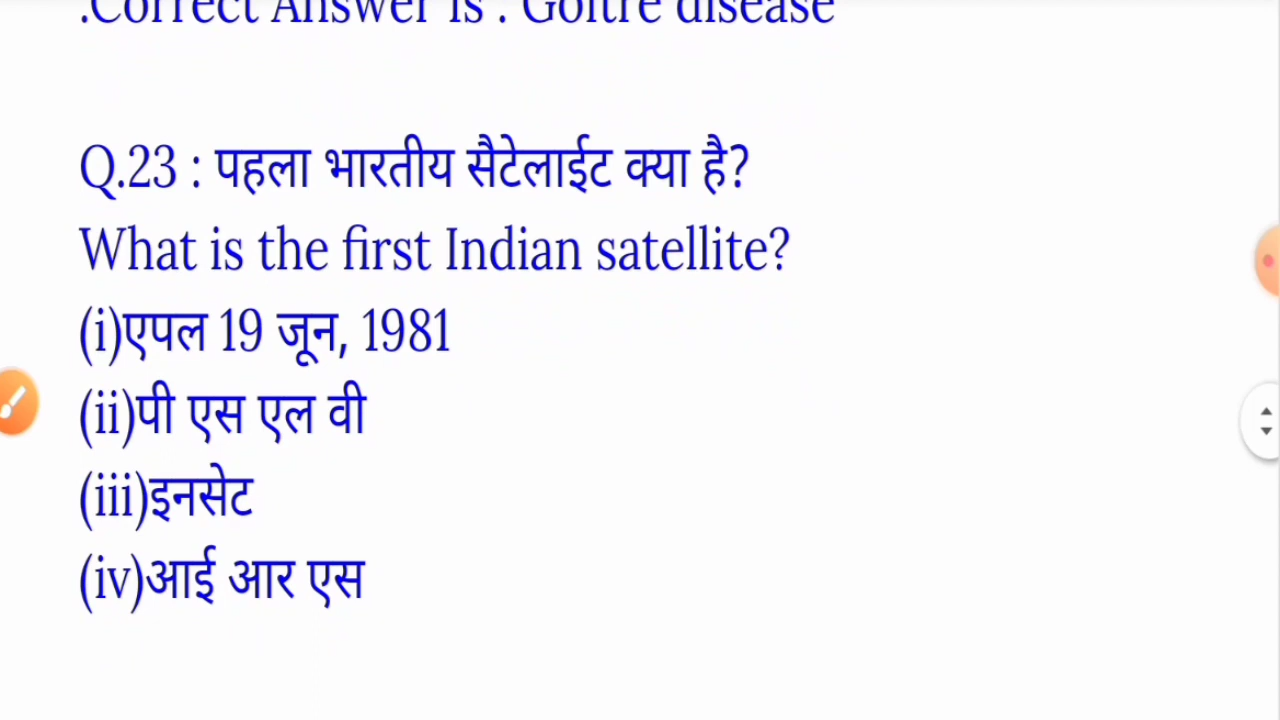 .Correct Answer is : Goitre disease
Q.23 : पहला भारतीय सैटेलाईट क्या है?
What is the first Indian satellite?
(i)एपल 19 जून, 1981
(ii)पी एस एल वी
(iii)इनसेट
(iv)आई आर एस